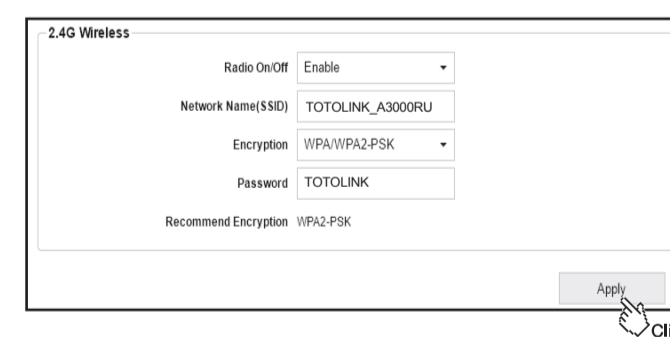 2.4G Wireless
Radio On/Off Enable
Network Name(SSID) TOTOLINK_A3000RU
Encryption WPA/WPA2-PSK
Password TOTOLINK
Recommend Encryption WPA2-PSK
Apply